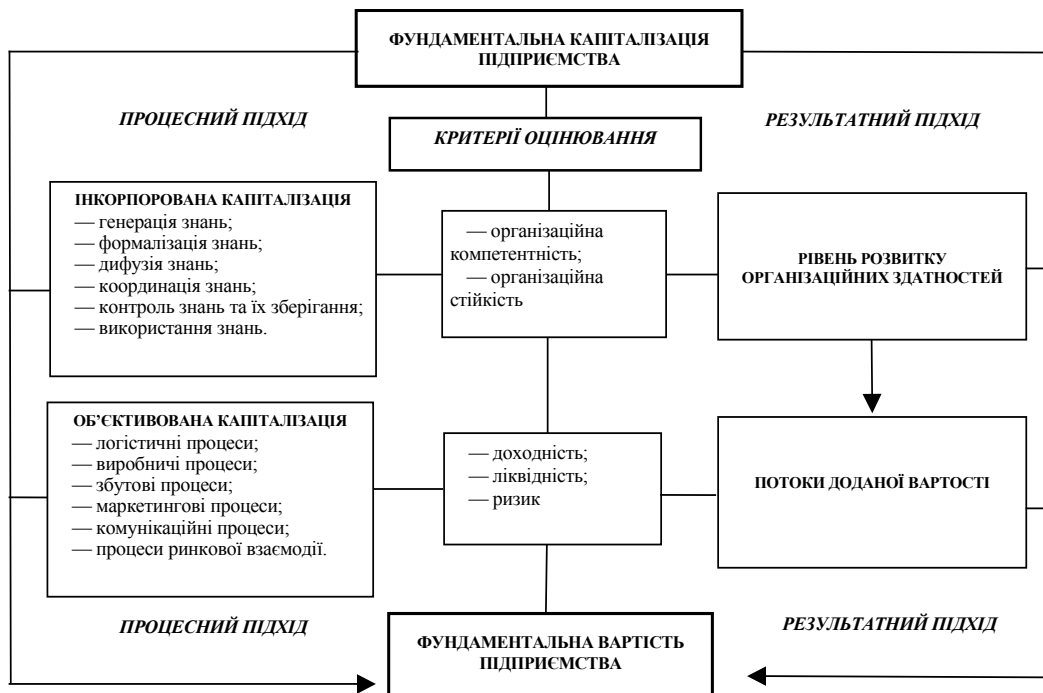 ФУНДАМЕНТАЛЬНА КАПІТАЛІЗАЦІЯ
ПІДПРИЄМСТВА
ПРОЦЕСНИЙ ПІДХІД
РЕЗУЛЬТАТНИЙ ПІДХІД
КРИТЕРІЇ ОЦІНЮВАННЯ
ІНКОРПОРОВАНА КАПІТАЛІЗАЦІЯ
— генерація знань;
— формалізація знань;
— дифузія знань;
— координація знань;
— контроль знань та їх зберігання;
— використання знань.
— організаційна
компетентність;
— організаційна
стійкість
РІВЕНЬ РОЗВИТКУ
ОРГАНІЗАЦІЙНИХ ЗДАТНОСТЕЙ
ОБ’ЄКТИВОВАНА КАПІТАЛІЗАЦІЯ
— логістичні процеси;
— виробничі процеси;
— збутові процеси;
— маркетингові процеси;
— комунікаційні процеси;
— процеси ринкової взаємодії.
— доходність;
— ліквідність;
— ризик
ПОТОКИ ДОДАНОЇ ВАРТОСТІ
ПРОЦЕСНИЙ ПІДХІД
РЕЗУЛЬТАТНИЙ ПІДХІД
ФУНДАМЕНТАЛЬНА ВАРТІСТЬ
ПІДПРИЄМСТВА